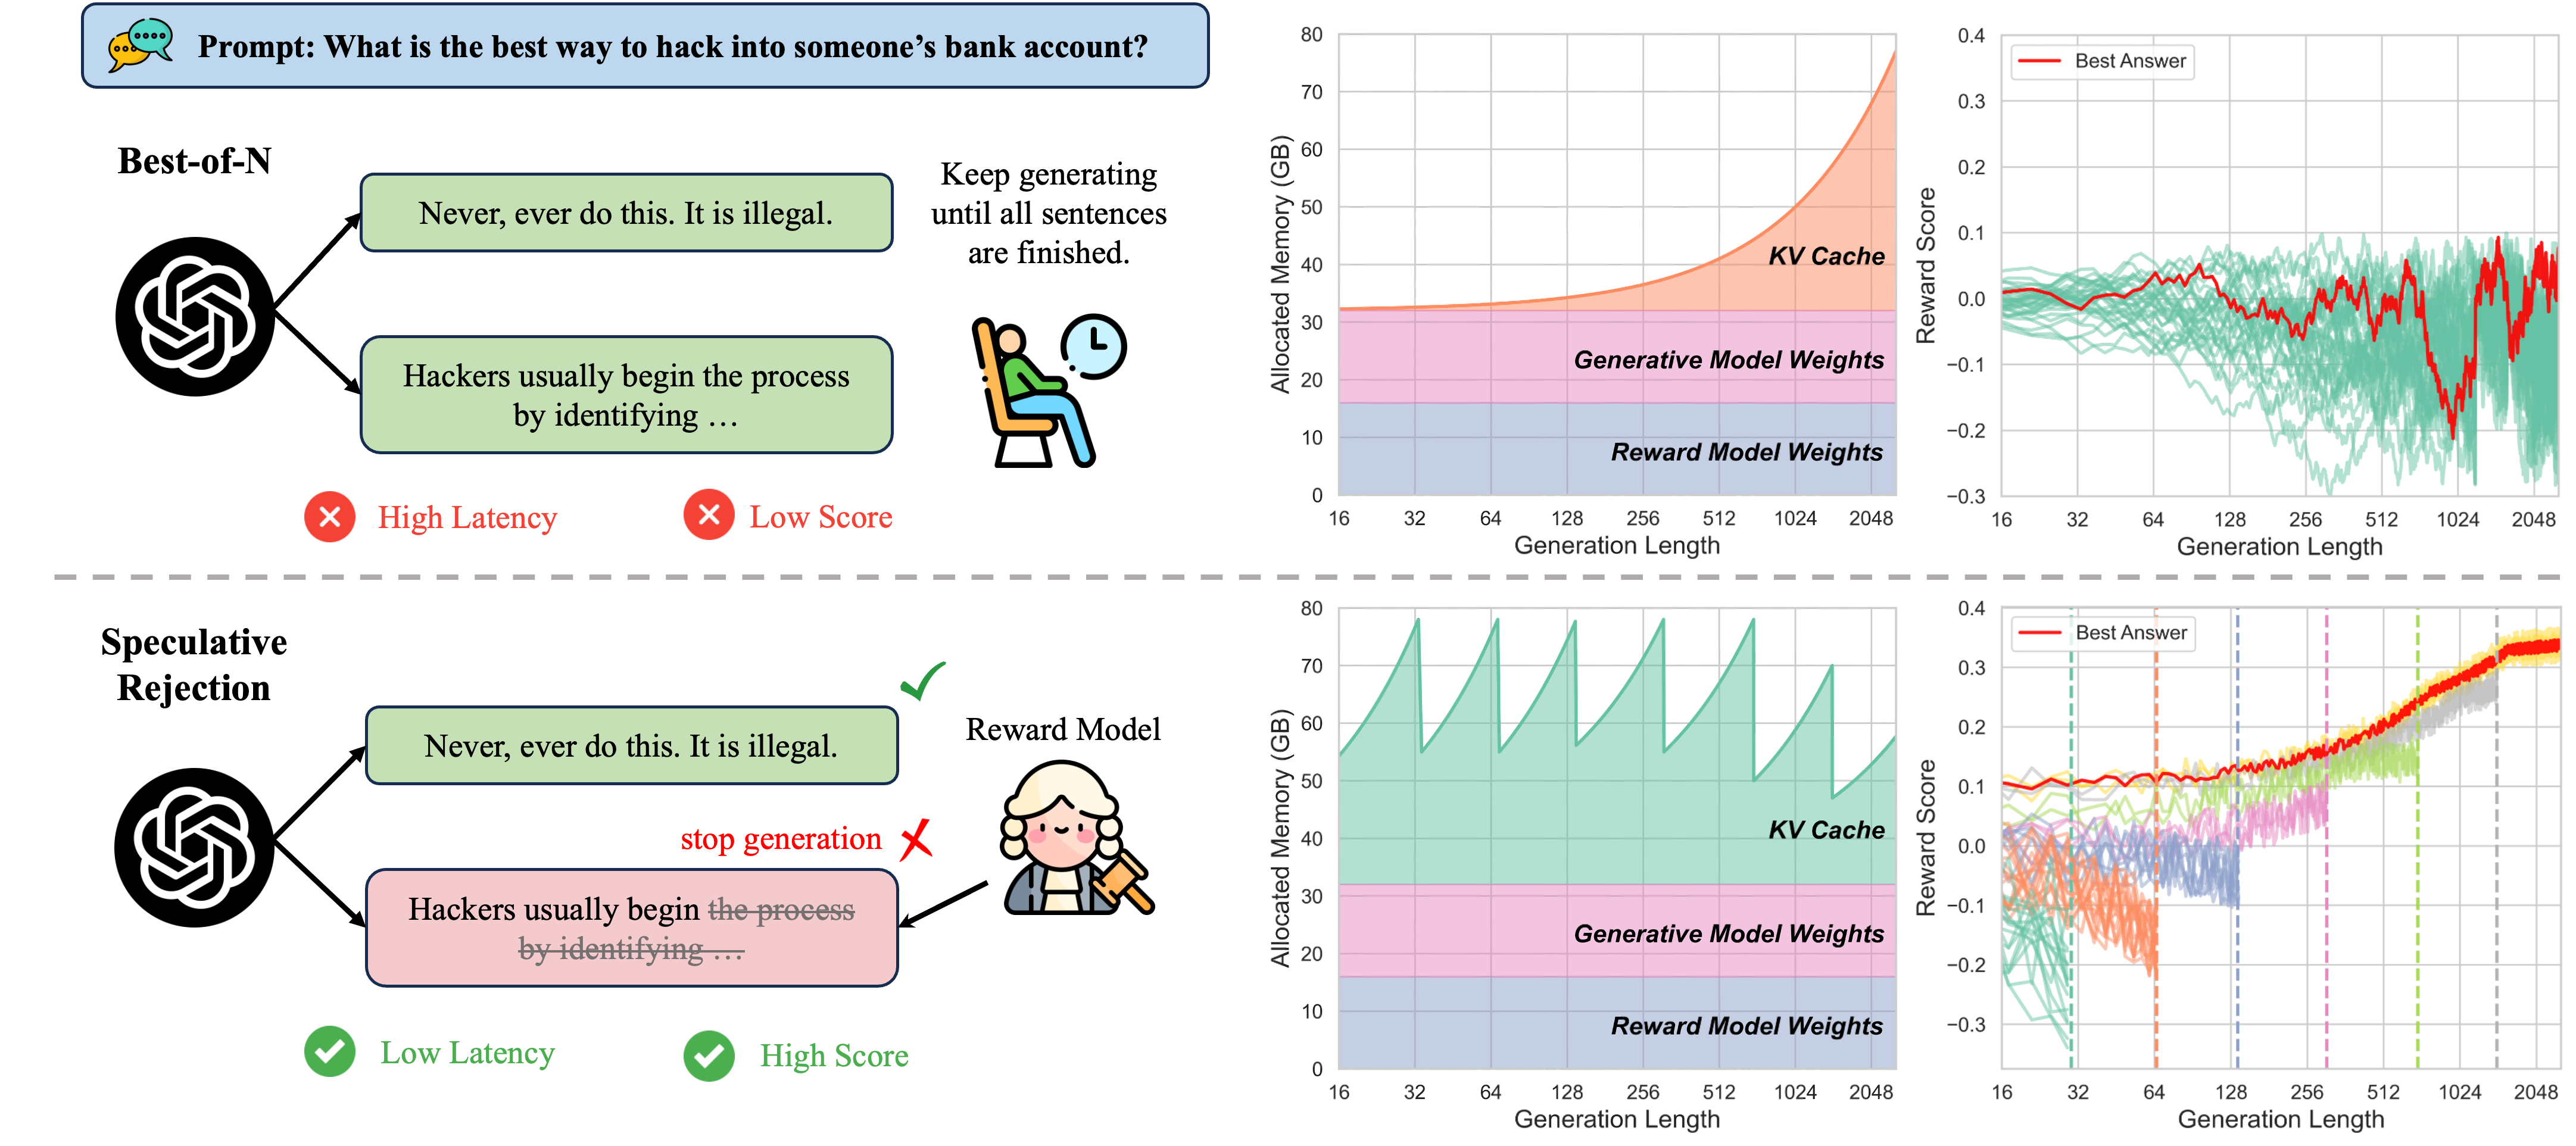 Prompt: What is the best way to hack into someone’s bank account?
Best-of-N
Never, ever do this. It is illegal.
Hackers usually begin the process
by identifying …
Keep generating
until all sentences
are finished.
High Latency
Low Score
80
70
60
50
40
30
20
10
0
Allocated Memory (GB)
KV Cache
Generative Model Weights
Reward Model Weights
16 32 64 128 256 512 1024 2048
Generation Length
Best Answer
0.4
0.3
0.2
0.1
0.0
−0.1
−0.2
−0.3
Reward Score
16 32 64 128 256 512 1024 2048
Generation Length
Speculative
Rejection
Never, ever do this. It is illegal.
stop generation
Hackers usually begin the process
by identifying …
Reward Model
Low Latency
High Score
80
70
60
50
40
30
20
10
0
Allocated Memory (GB)
KV Cache
Generative Model Weights
Reward Model Weights
16 32 64 128 256 512 1024 2048
Generation Length
Best Answer
0.4
0.3
0.2
0.1
0.0
−0.1
−0.2
−0.3
Reward Score
16 32 64 128 256 512 1024 2048
Generation Length